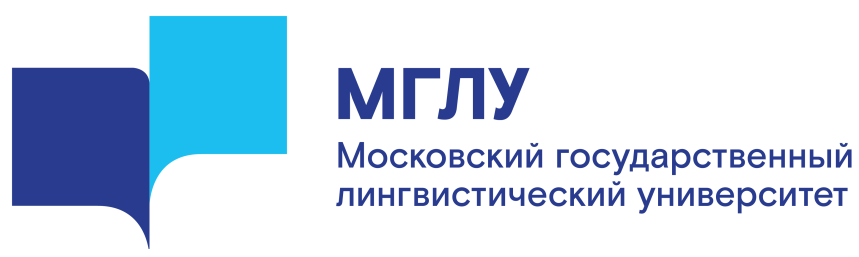 МГЛУ
Московский государственный
лингвистический университет